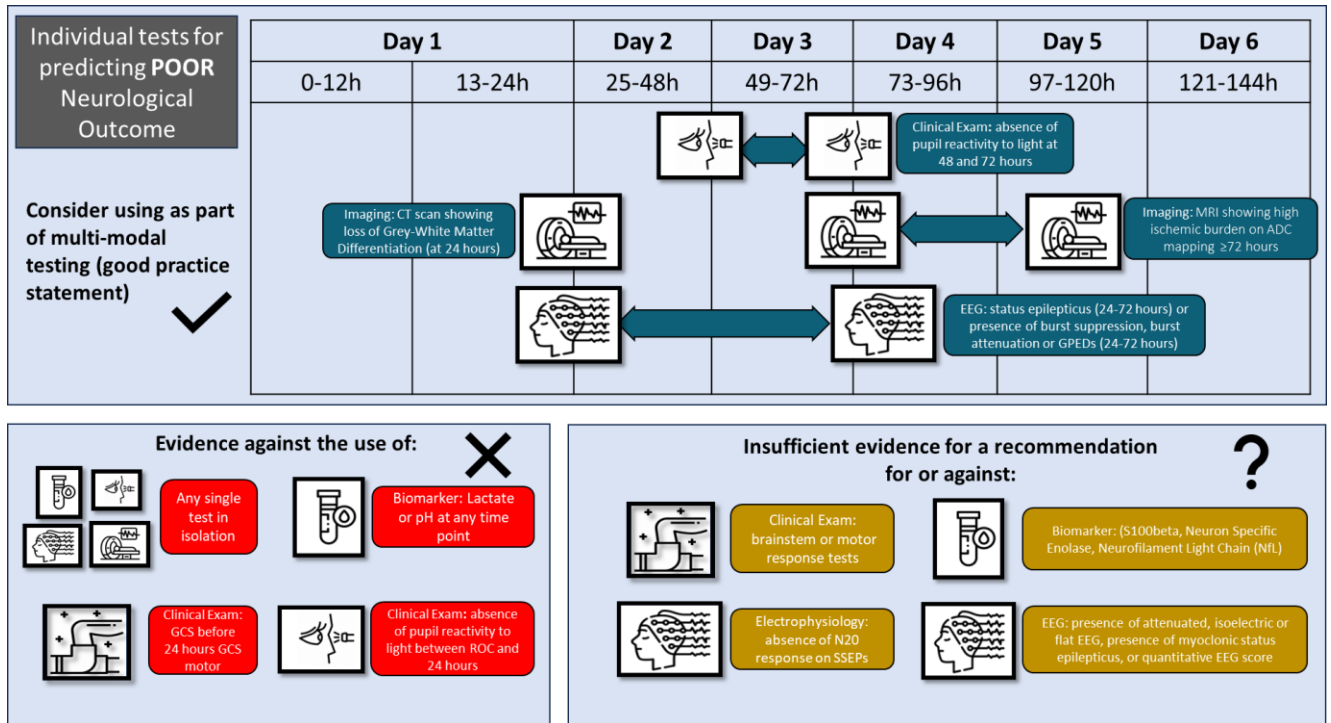 Individual tests for
predicting POOR
Neurological
Outcome
Day 1
Day 2
Day 3
Day 4
Day 5
Day 6
0-12h
13-24h
25-48h
49-72h
73-96h
97-120h
121-144h
Consider using as part
of multi-modal
testing (good practice
statement)
Clinical Exam: absence of
pupil reactivity to light at
48 and 72 hours
Imaging: CT scan showing
loss of Grey-White Matter
Differentiation (at 24 hours)
Imaging: MRI showing high
ischemic burden on ADC
mapping ≥72 hours
EEG: status epilepticus (24-72 hours) or
presence of burst suppression, burst
attenuation or GPEDs (24-72 hours)
Evidence against the use of:
Any single
test in
isolation
Biomarker: Lactate
or pH at any time
point
Clinical Exam:
GCS before
24 hours GCS
motor
Clinical Exam: absence
of pupil reactivity to
light between ROC and
24 hours
Insufficient evidence for a recommendation
for or against:
?
Clinical Exam:
brainstem or motor
response tests
Biomarker: (S100beta, Neuron Specific
Enolase, Neurofilament Light Chain (NfL)
Electrophysiology:
absence of N20
response on SSEPs
EEG: presence of attenuated, isoelectric or
flat EEG, presence of myoclonic status
epilepticus, or quantitative EEG score